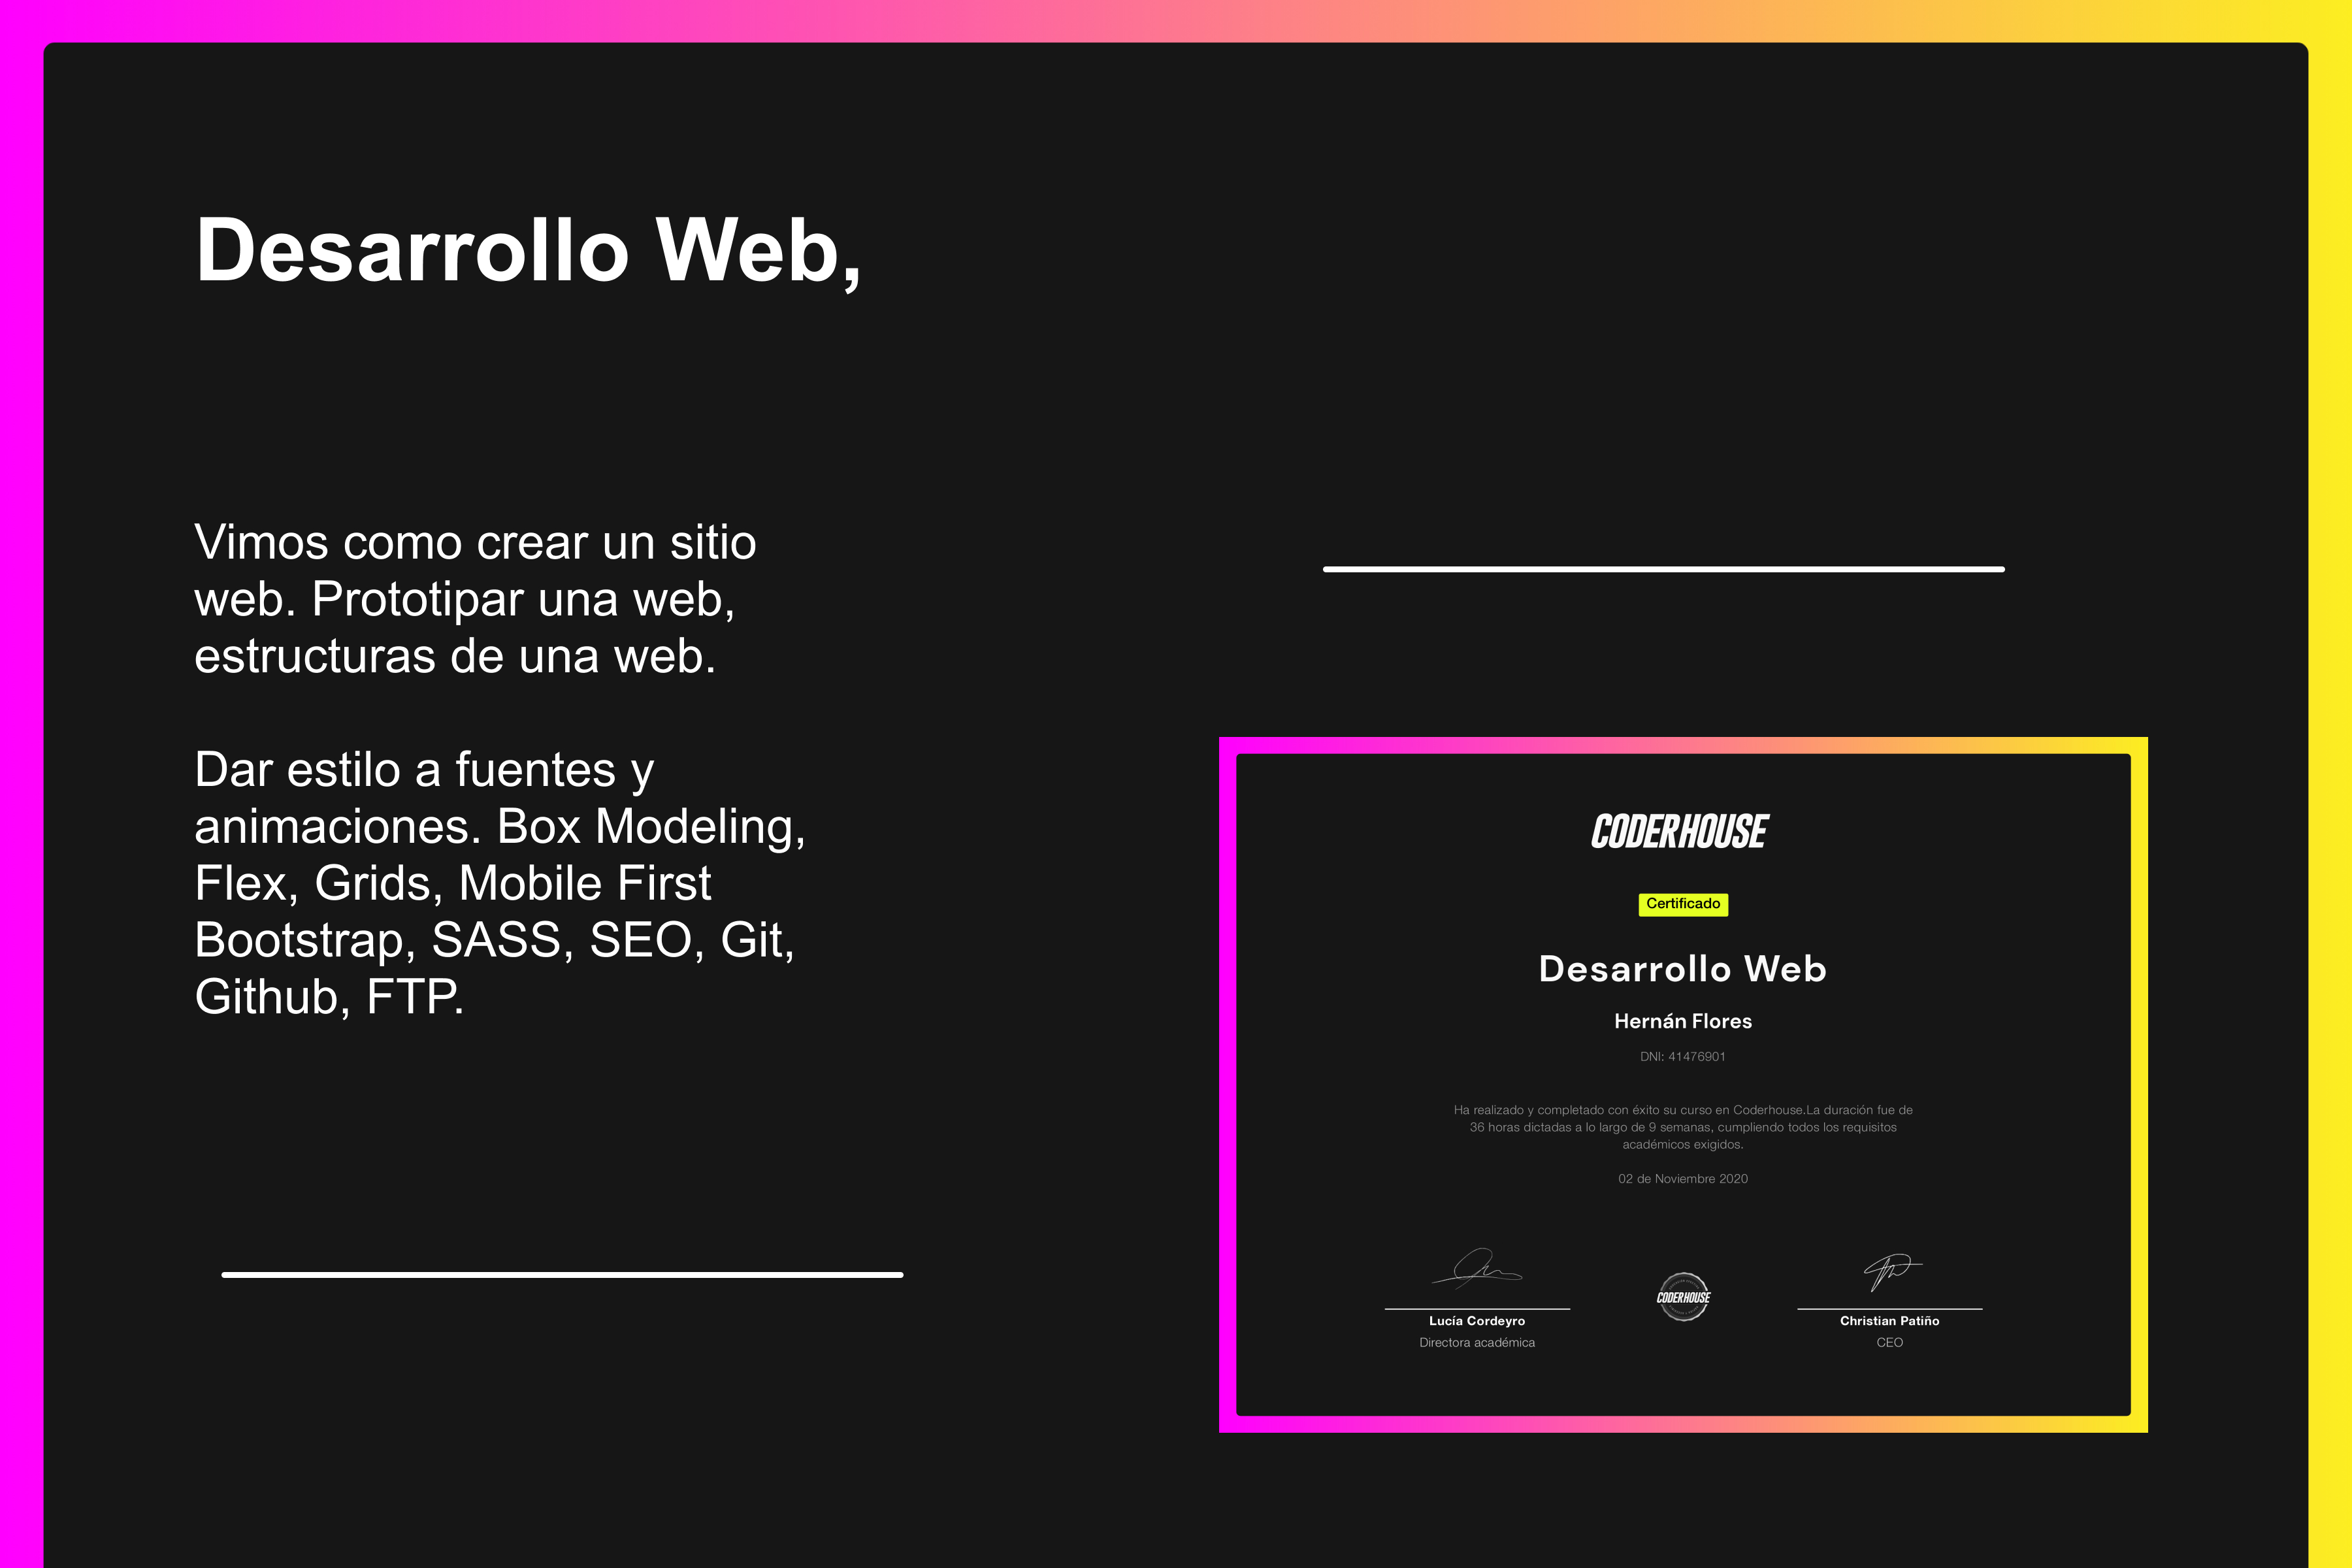 Desarrollo Web,
Vimos como crear un sitio
web. Prototipar una web,
estructuras de una web.
Dar estilo a fuentes y
animaciones. Box Modeling,
Flex, Grids, Mobile First
Bootstrap, SASS, SEO, Git,
Github, FTP.
CODERHOUSE
Certificado
Desarrollo Web
Hernán Flores
DNI: 41476901
Ha realizado y completado con éxito su curso en Coderhouse.La duración fue de
36 horas dictadas a lo largo de 9 semanas, cumpliendo todos los requisitos
académicos exigidos.
02 de Noviembre 2020
CODERHOUSE
Lucía Cordeyro
Directora académica
Christian Patiño
CEO